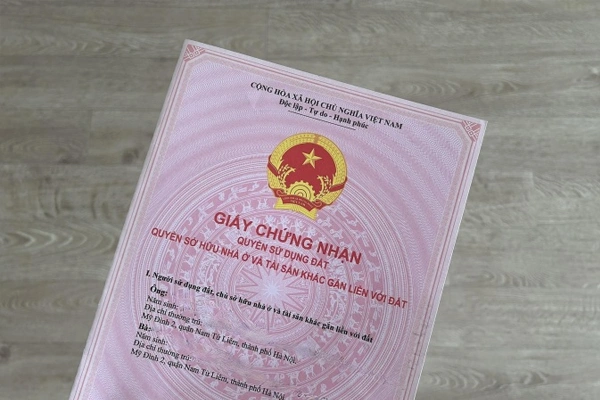 CỘNG HÒA XÃ HỘI CHỦ NGHĨA VIỆT NAM
Độc lập - Tự do - Hạnh phúc
GIẤY CHỨNG NHẬN
QUYỀN SỬ DỤNG ĐẤT
QUYỀN SỞ HỮU NHÀ Ở VÀ TÀI SẢN KHÁC GẮN LIỀN VỚI ĐẤT
I. Người sử dụng đất, chủ sở hữu nhà ở và tài sản khác gắn liền với đất
Ông:
Năm sinh:
Địa chỉ thường trú:
Mỹ Đình 2, quận Nam Từ Liêm, thành phố Hà Nội
Bà:
Năm sinh:
Địa chỉ thường trú:
Mỹ Đình 2, quận Nam Từ Liêm, thành phố Hà Nội